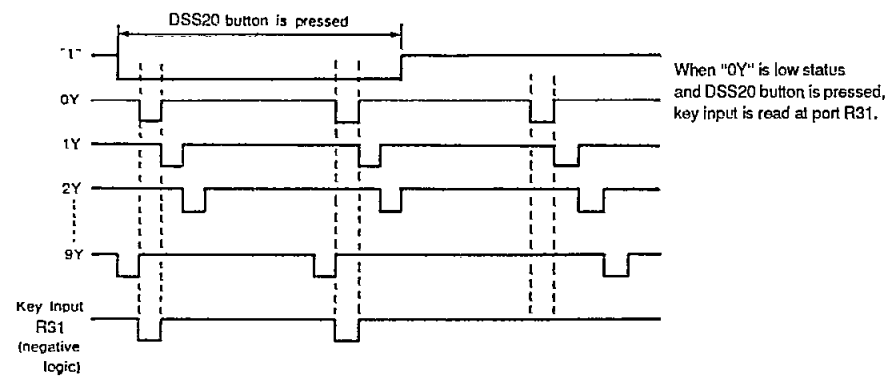 DSS20 button is pressed
"1"
When "0Y" is low status
and DSS20 button is pressed,
key input is read at port R31.
0Y
1Y
2Y
9Y
Key Input
R31
(negative
logic)